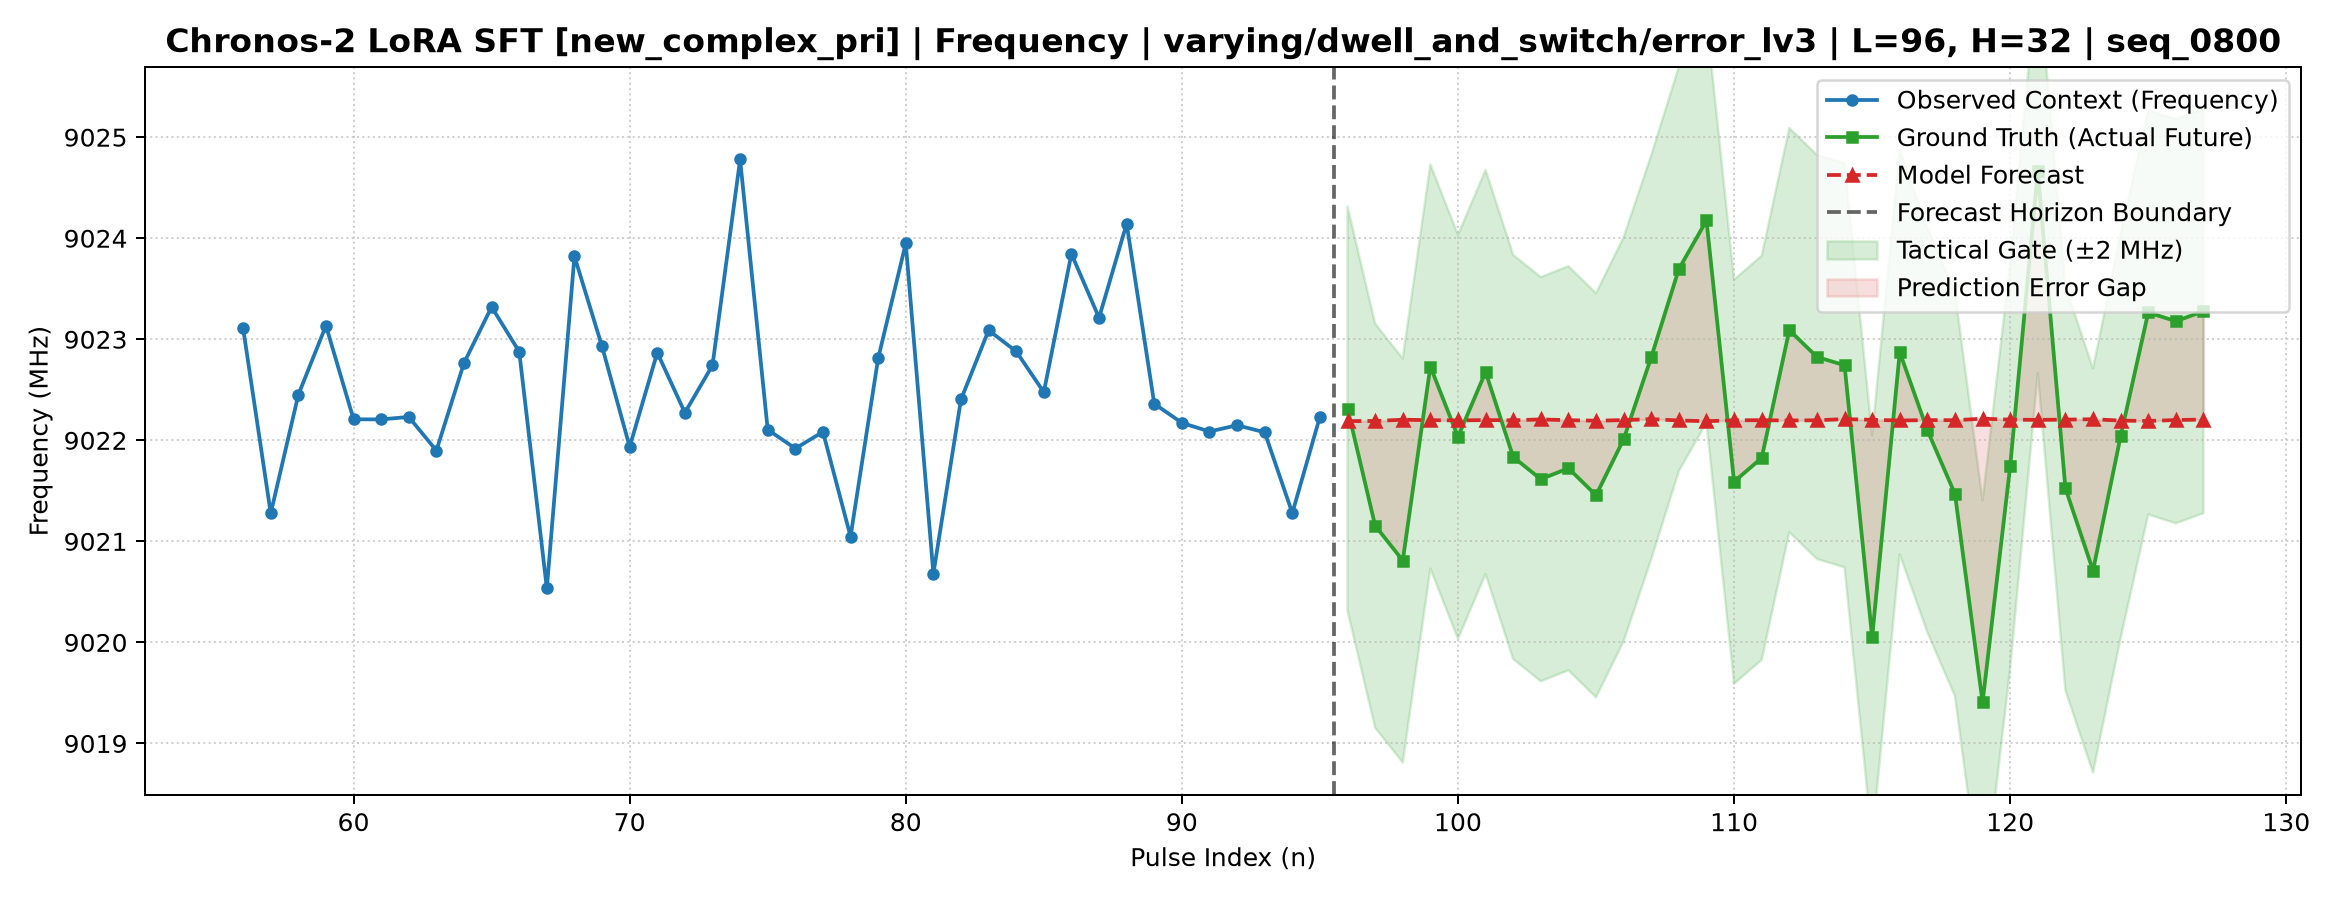 Chronos-2 LoRA SFT [new_complex_pri] | Frequency | varying/dwell_and_switch/error_lv3 | L=96, H=32 | seq_0800
Observed Context (Frequency)
Ground Truth (Actual Future)
Model Forecast
Forecast Horizon Boundary
Tactical Gate (±2 MHz)
Prediction Error Gap
Frequency (MHz)
9025
9024
9023
9022
9021
9020
9019
60
70
80
90
100
110
120
130
Pulse Index (n)